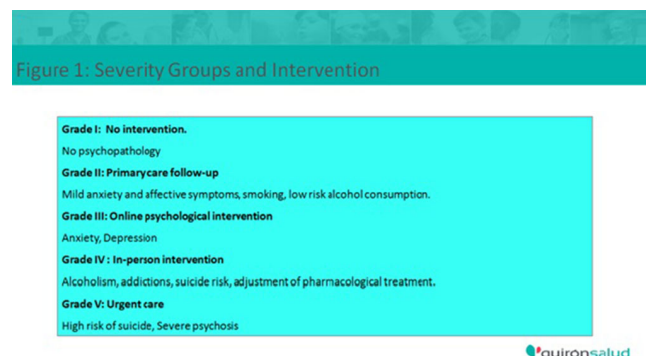 Figure 1: Severity Groups and Intervention
Grade I: No intervention.
No psychopathology
Grade II: Primary care follow-up
Mild anxiety and affective symptoms, smoking, low risk alcohol consumption.
Grade III: Online psychological intervention
Anxiety, Depression
Grade IV : In-person intervention
Alcoholism, addictions, suicide risk, adjustment of pharmacological treatment.
Grade V: Urgent care
High risk of suicide, Severe psychosis
quironsalud